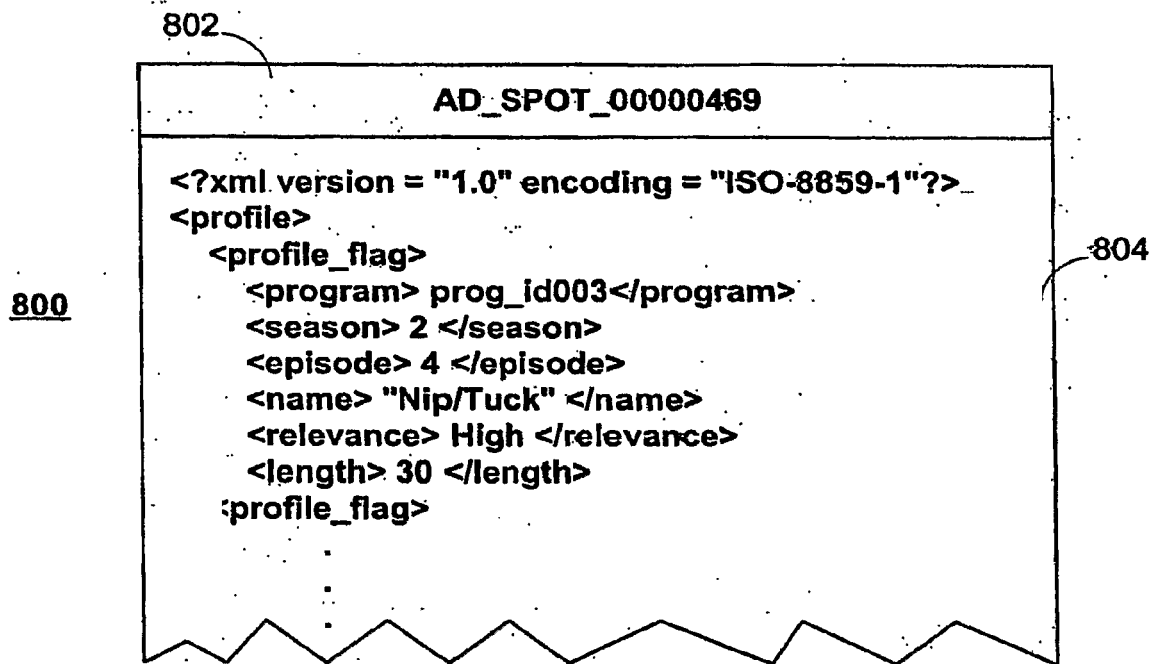 802
AD_SPOT_00000469
<?xml version = "1.0" encoding = "ISO-8859-1"?>
<profile>
<profile_flag>
804
<program> prog_id003</program>
800
<season> 2 </season>
<episode> 4 </episode>
<name> "Nip/Tuck" </name>
<relevance> High </relevance>
<length> 30 </length>
<profile_flag>